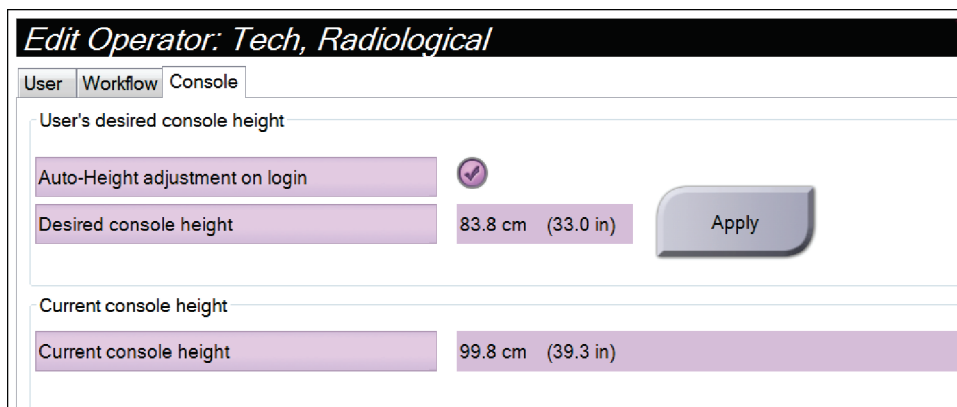 Edit Operator: Tech, Radiological
User Workflow Console
User's desired console height
Auto-Height adjustment on login
Desired console height 83.8 cm (33.0 in) Apply
Current console height
Current console height 99.8 cm (39.3 in)